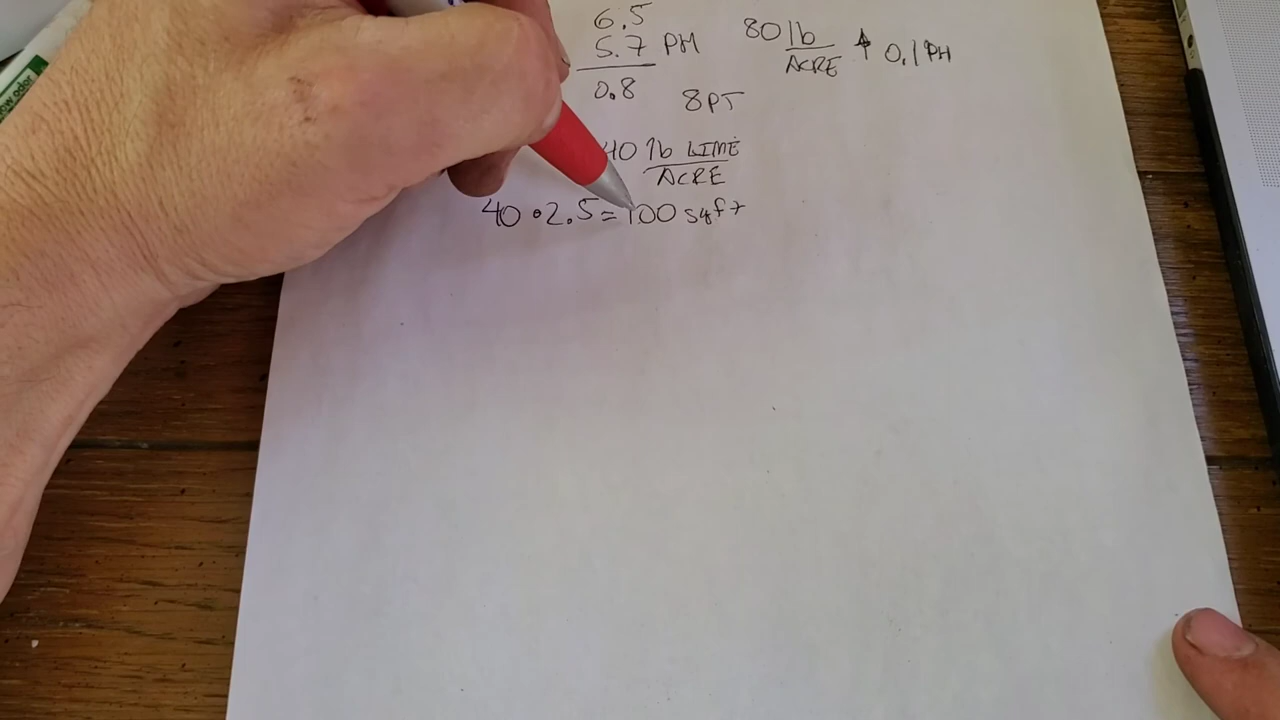 6.5
5.7 PH
0.8
80 lb
ACRE
↑ 0.1 PH
8 PT
40 lb LIME
ACRE
40 • 2.5 = 100 sqft